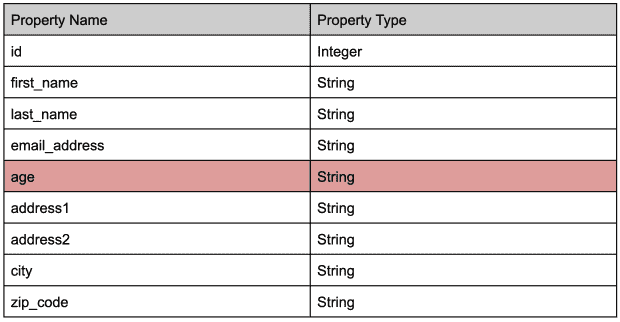 Property Name Property Type
id Integer
first_name String
last_name String
email_address String
age String
address1 String
address2 String
city String
zip_code String